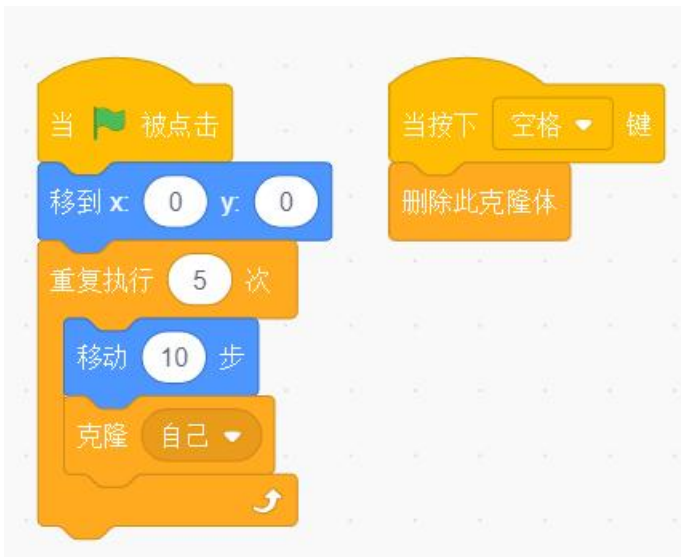 当 被点击
移到 x: 0 y: 0
重复执行 5 次
移动 10 步
克隆 自己
当按下 空格 键
删除此克隆体